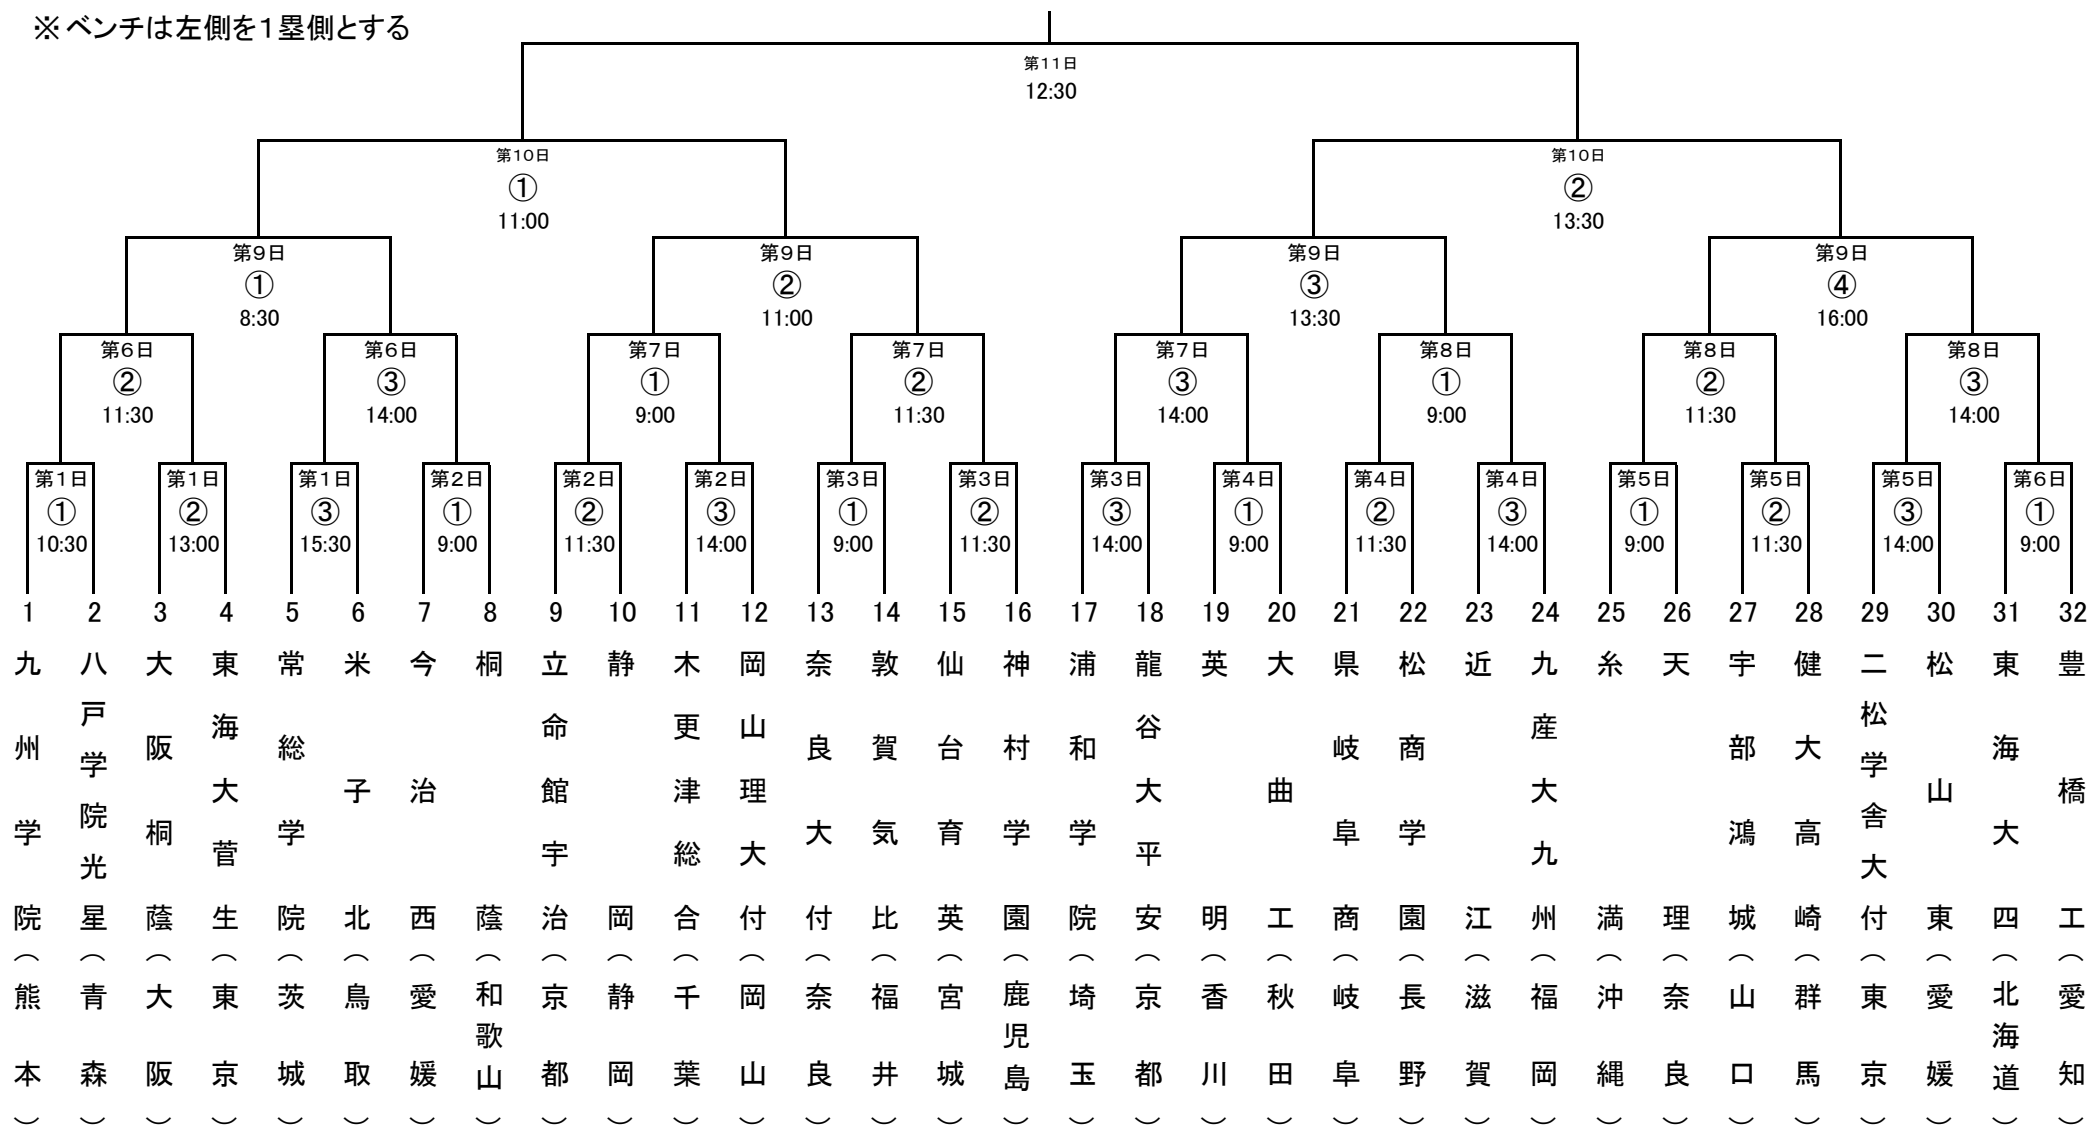 ※ ベンチは左側を１塁側とする
第11日
12:30
第10日
①
11:00
第10日
②
13:30
第9日
①
8:30
第9日
②
11:00
第9日
③
13:30
第9日
④
16:00
第6日
②
11:30
第6日
③
14:00
第7日
①
9:00
第7日
②
11:30
第7日
③
14:00
第8日
①
9:00
第8日
②
11:30
第8日
③
14:00
第1日
①
10:30
第1日
②
13:00
第1日
③
15:30
第2日
①
9:00
第2日
②
11:30
第2日
③
14:00
第3日
①
9:00
第3日
②
11:30
第3日
③
14:00
第4日
①
9:00
第4日
②
11:30
第4日
③
14:00
第5日
①
9:00
第5日
②
11:30
第5日
③
14:00
第6日
①
9:00
1 九州学院（熊本）
2 八戸学院光星（青森）
3 大阪桐蔭（大阪）
4 東海大菅生（東京）
5 常総学院（茨城）
6 米子北（鳥取）
7 今治西（愛媛）
8 桐蔭（和歌山）
9 立命館宇治（京都）
10 静岡（静岡）
11 木更津総合（千葉）
12 岡山理大付（岡山）
13 奈良大付（奈良）
14 敦賀気比（福井）
15 仙台育英（宮城）
16 神村学園（鹿児島）
17 浦和学院（埼玉）
18 龍谷大平安（京都）
19 英明（香川）
20 大曲工（秋田）
21 県岐阜商（岐阜）
22 松商学園（長野）
23 近江（滋賀）
24 九産大九州（福岡）
25 糸満（沖縄）
26 天理（奈良）
27 宇部鴻城（山口）
28 健大高崎（群馬）
29 二松学舎大付（東京）
30 松山東（愛媛）
31 東海大四（北海道）
32 豊橋工（愛知）